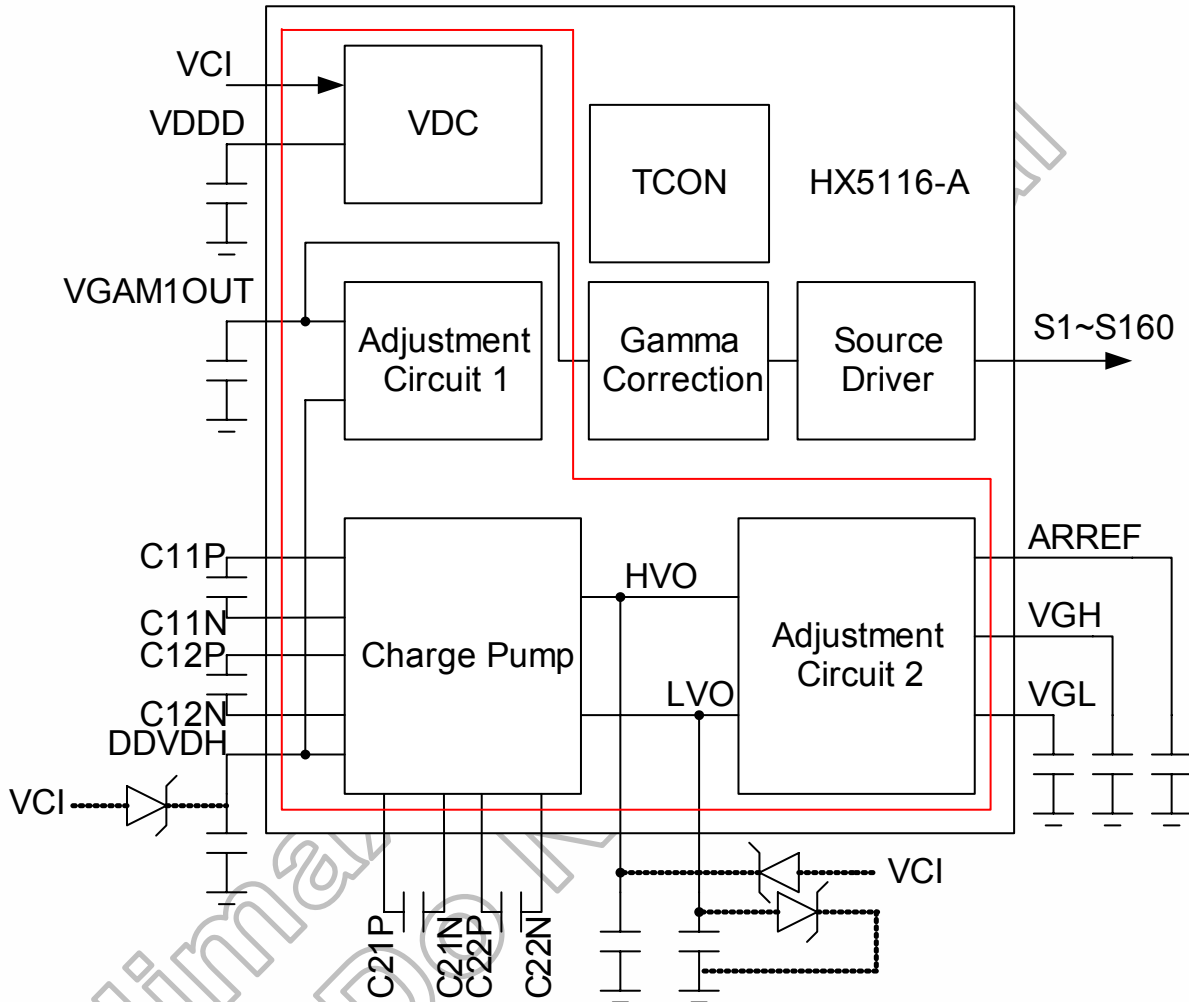 VCI
VDDD
VDC
TCON
HX5116-A
VGAM1OUT
Adjustment
Circuit 1
Gamma
Correction
Source
Driver
S1~S160
C11P
C11N
C12P
C12N
DDVDH
VCI
Charge Pump
HVO
LVO
Adjustment
Circuit 2
ARREF
VGH
VGL
VCI
C21P
C21N
C22P
C22N